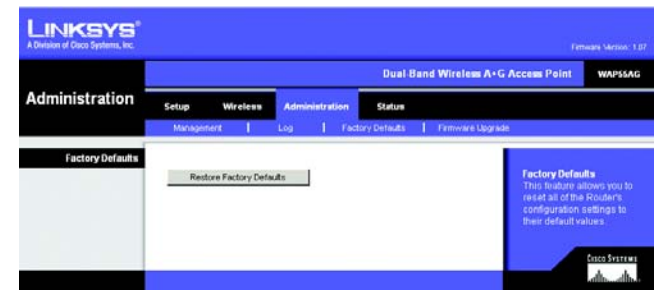 LINKSYS®
A Division of Cisco Systems, Inc.
Firmware Version: 1.07
Dual-Band Wireless A+G Access Point
WAP55AG
Administration
Setup
Wireless
Administration
Status
Management
Log
Factory Defaults
Firmware Upgrade
Factory Defaults
Restore Factory Defaults
Factory Defaults
This feature allows you to
reset all of the Router's
configuration settings to
their default values.
CISCO SYSTEMS